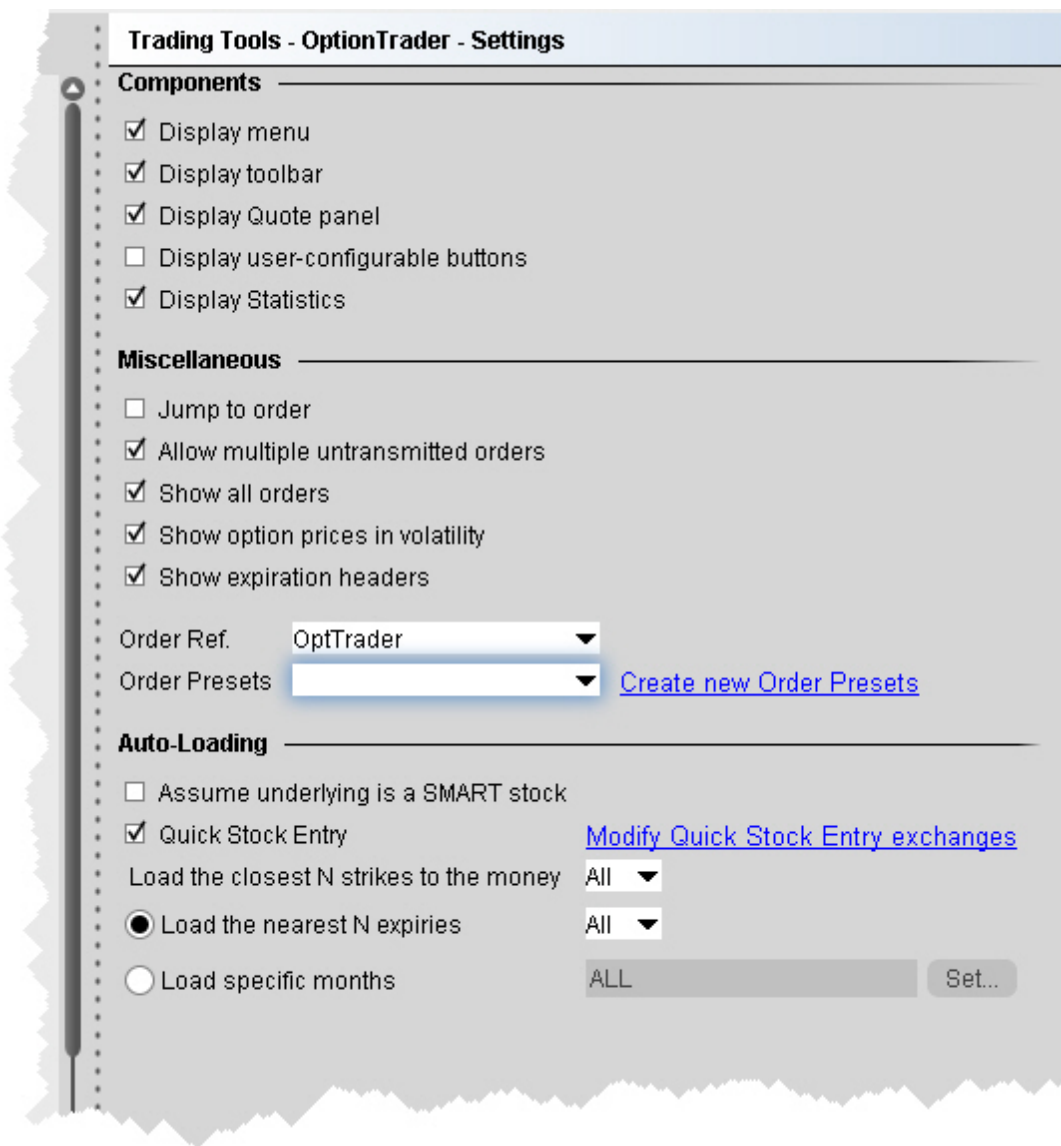 Trading Tools - OptionTrader - Settings
Components
Display menu
Display toolbar
Display Quote panel
Display user-configurable buttons
Display Statistics
Miscellaneous
Jump to order
Allow multiple untransmitted orders
Show all orders
Show option prices in volatility
Show expiration headers
Order Ref. OptTrader
Order Presets Create new Order Presets
Auto-Loading
Assume underlying is a SMART stock
Quick Stock Entry Modify Quick Stock Entry exchanges
Load the closest N strikes to the money All
Load the nearest N expiries All
Load specific months ALL Set...